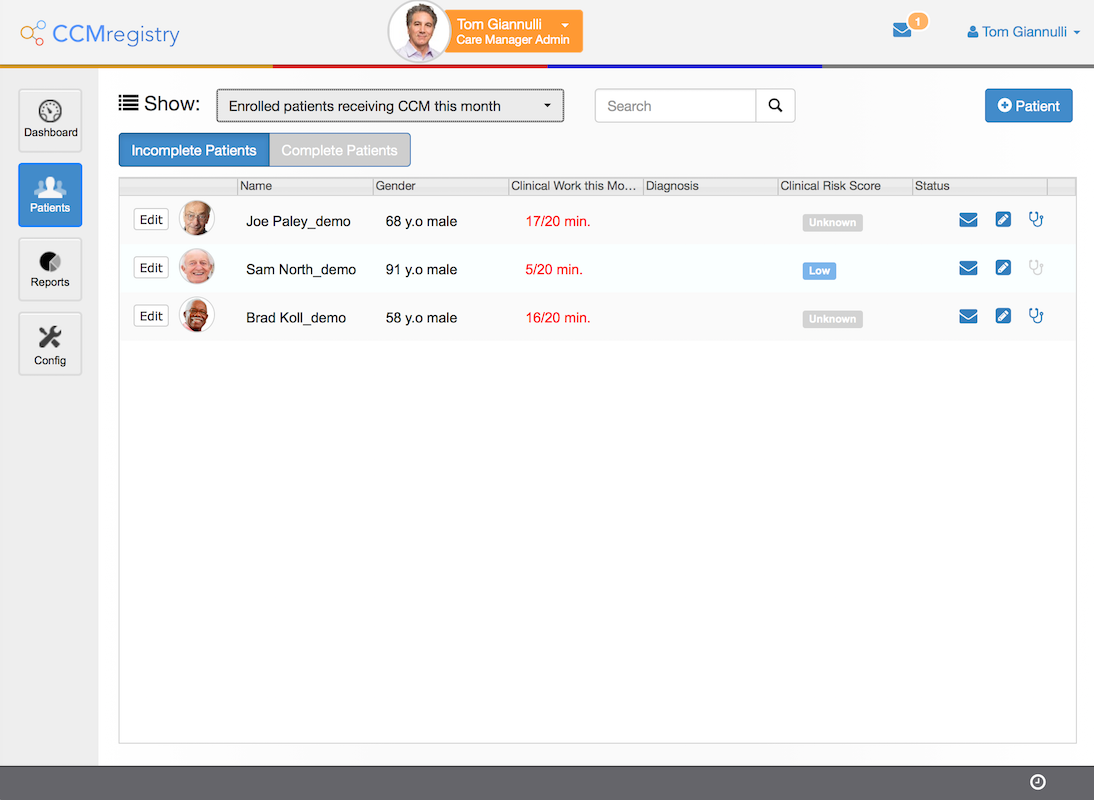 CCMregistry
Tom Giannulli
Care Manager Admin
1
Tom Giannulli
Dashboard
Patients
Reports
Config
Show:
Enrolled patients receiving CCM this month
Search
Patient
Incomplete Patients
Complete Patients
Name Gender Clinical Work this Mo... Diagnosis Clinical Risk Score Status
Edit Joe Paley_demo 68 y.o male 17/20 min. Unknown
Edit Sam North_demo 91 y.o male 5/20 min. Low
Edit Brad Koll_demo 58 y.o male 16/20 min. Unknown